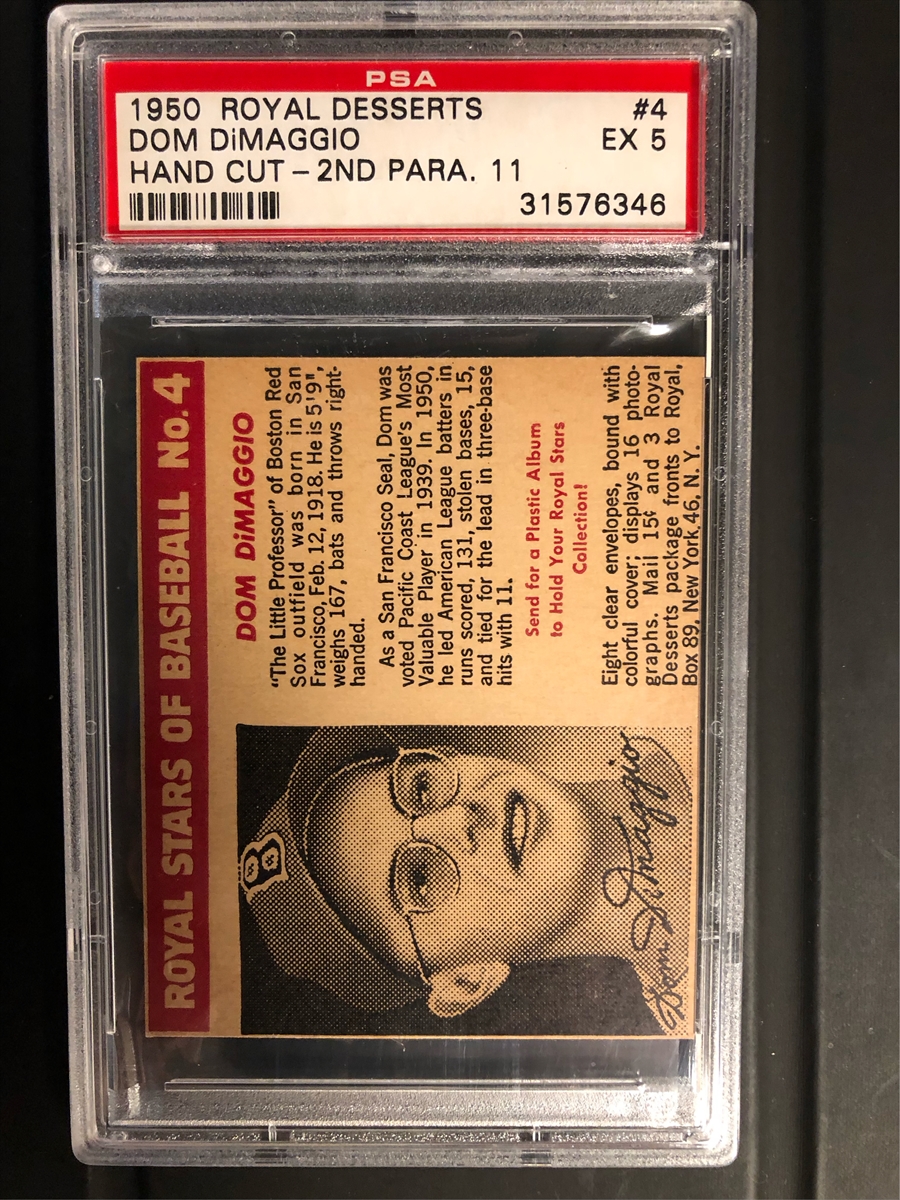 PSA
1950 ROYAL DESSERTS #4
DOM DiMAGGIO EX 5
HAND CUT – 2ND PARA. 11
31576346
ROYAL STARS OF BASEBALL No. 4
DOM DiMAGGIO
"The Little Professor" of Boston Red
Sox outfield was born in San
Francisco, Feb. 12, 1918. He is 5'9",
weighs 167, bats and throws right-
handed.
As a San Francisco Seal, Dom was
voted Pacific Coast League's Most
Valuable Player in 1939. In 1950,
he led American League batters in
runs scored, 131, stolen bases, 15,
and tied for the lead in three-base
hits with 11.
Send for a Plastic Album
to Hold Your Royal Stars
Collection!
Eight clear envelopes, bound with
colorful cover; displays 16 photo-
graphs. Mail 15¢ and 3 Royal
Desserts package fronts to Royal,
Box 89, New York 46, N. Y.
B
Dom DiMaggio